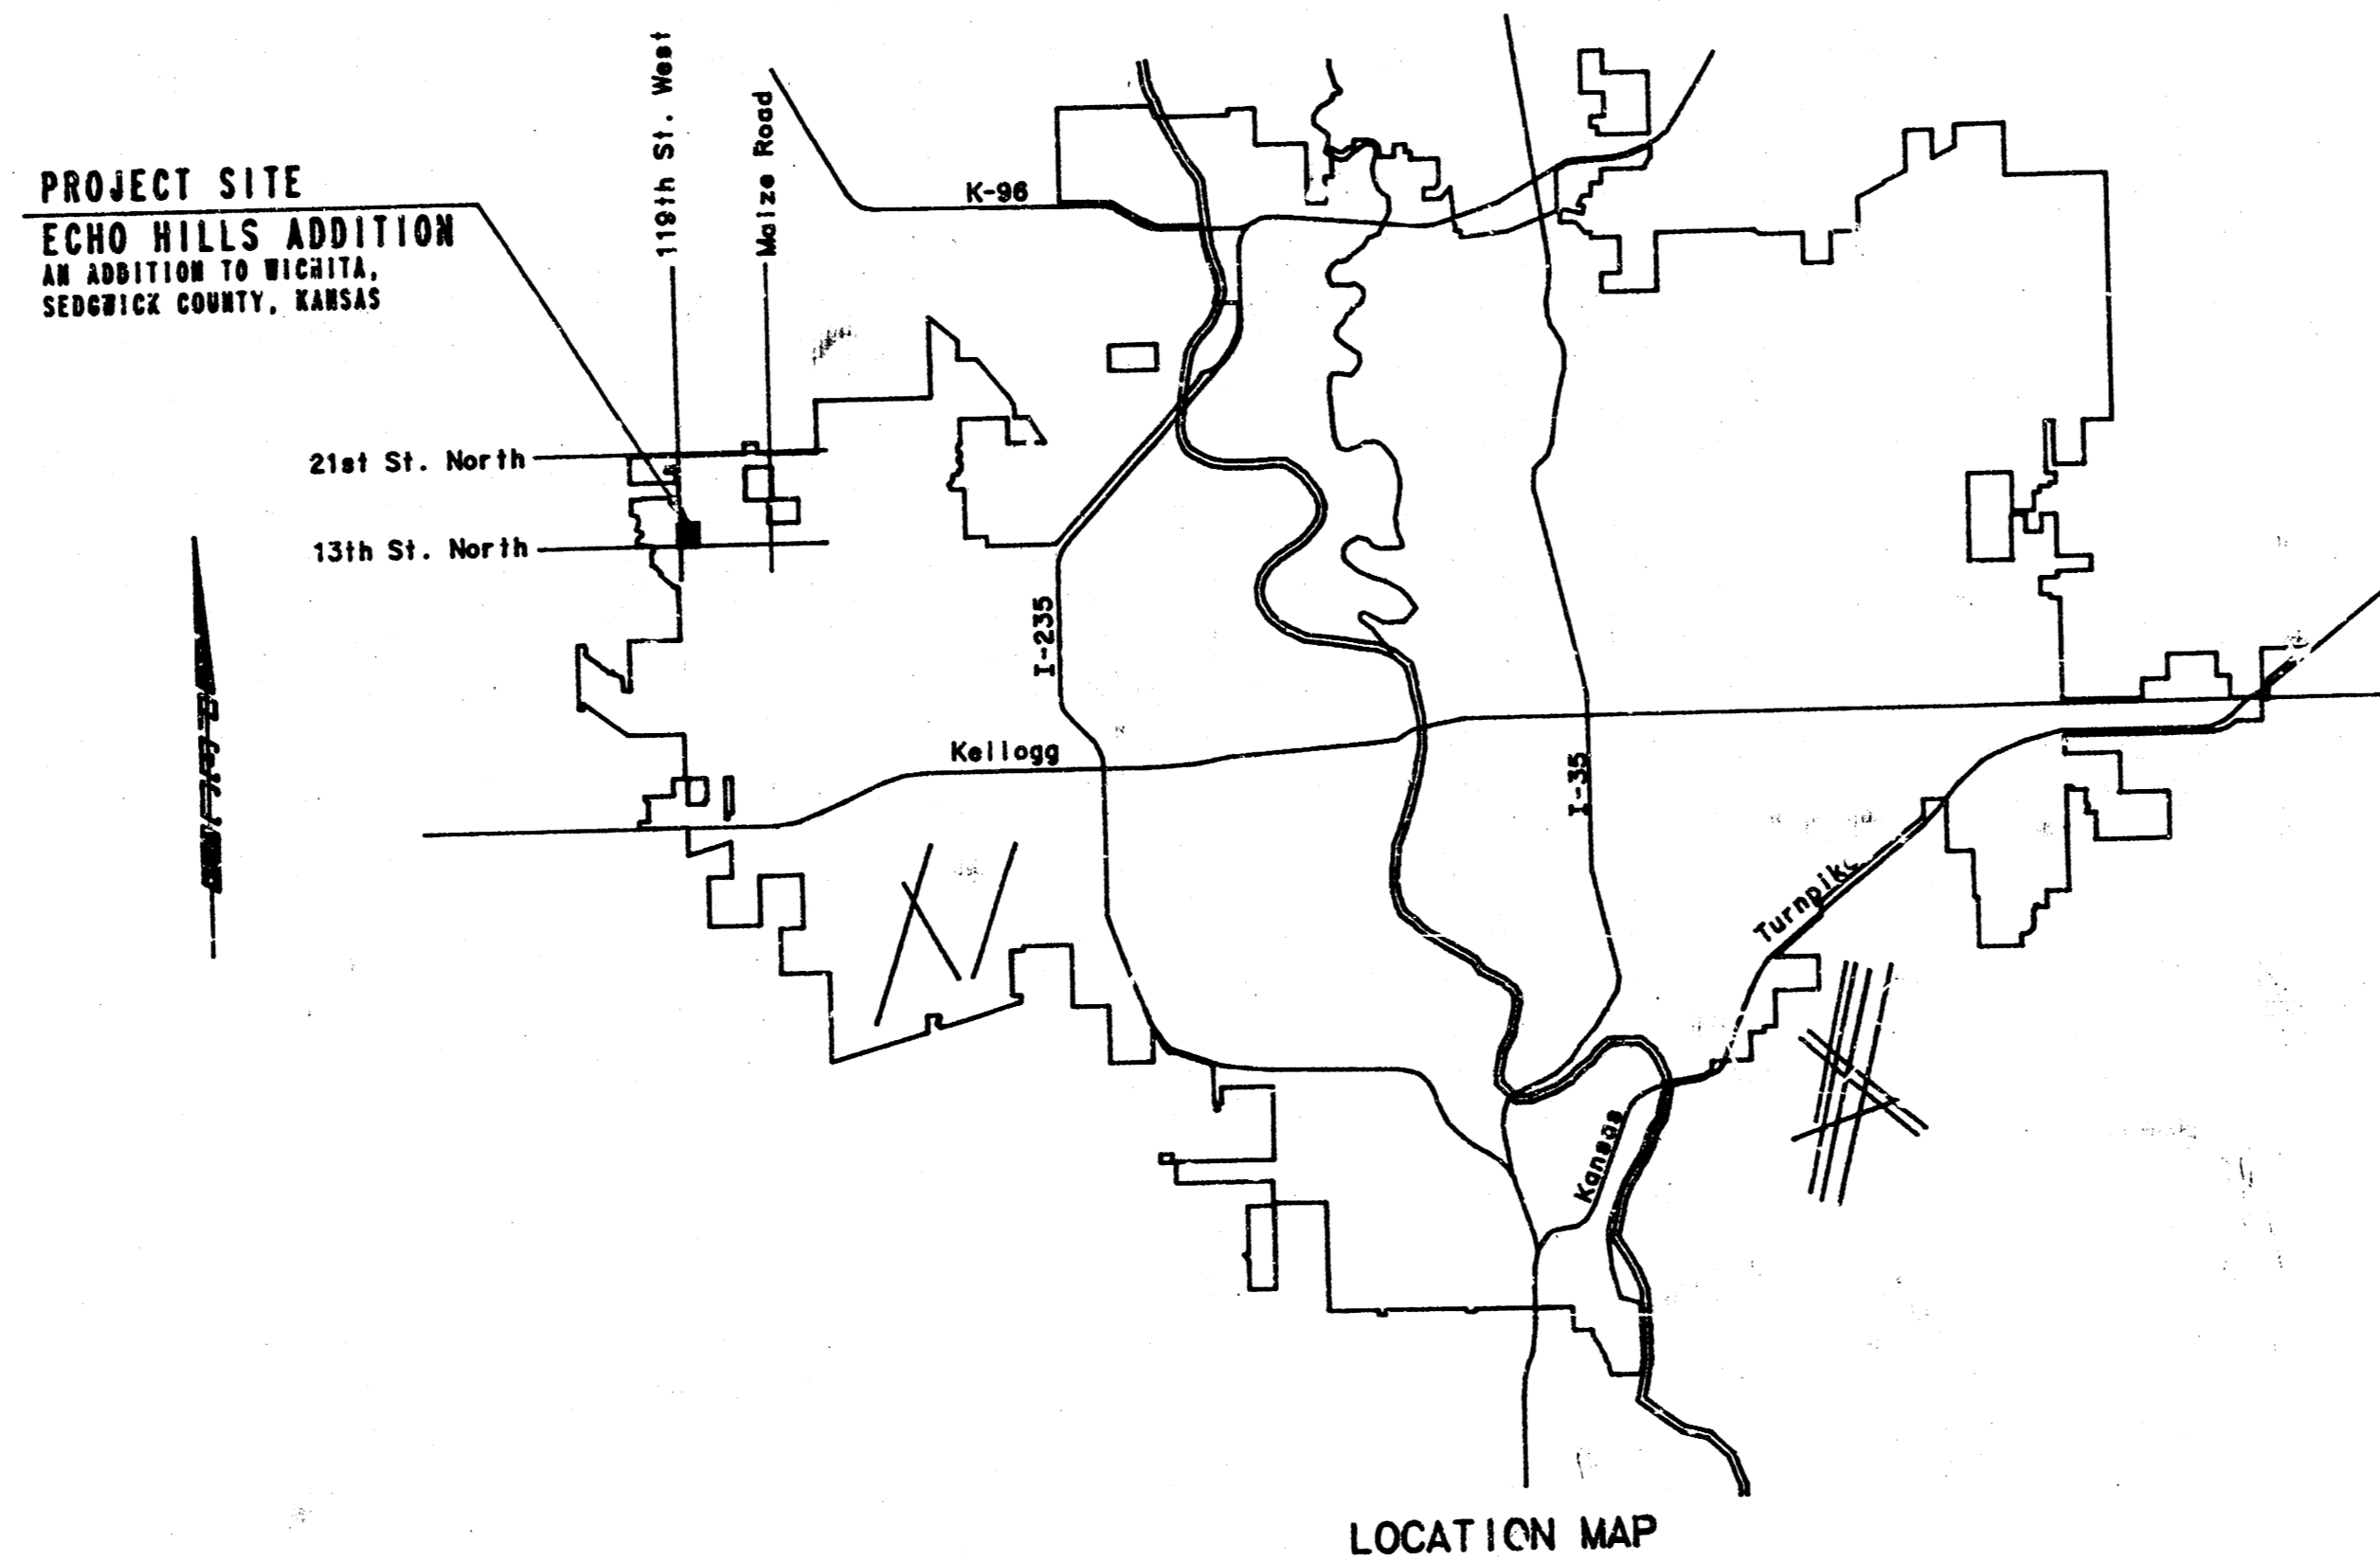 PROJECT SITE
ECHO HILLS ADDITION
AN ADDITION TO WICHITA,
SEDGWICK COUNTY, KANSAS
119th St. West
Maize Road
K-96
21st St. North
13th St. North
I-235
Kellogg
I-35
Turnpike
Kansas
LOCATION MAP